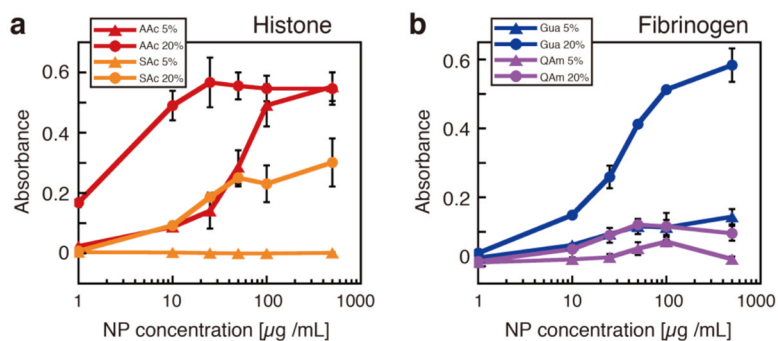 a
Histone
AAc 5%
AAc 20%
SAc 5%
SAc 20%
Absorbance
0.6
0.4
0.2
0
1
10
100
1000
NP concentration [µg /mL]
b
Fibrinogen
Gua 5%
Gua 20%
QAm 5%
QAm 20%
Absorbance
0.6
0.4
0.2
0
1
10
100
1000
NP concentration [µg /mL]